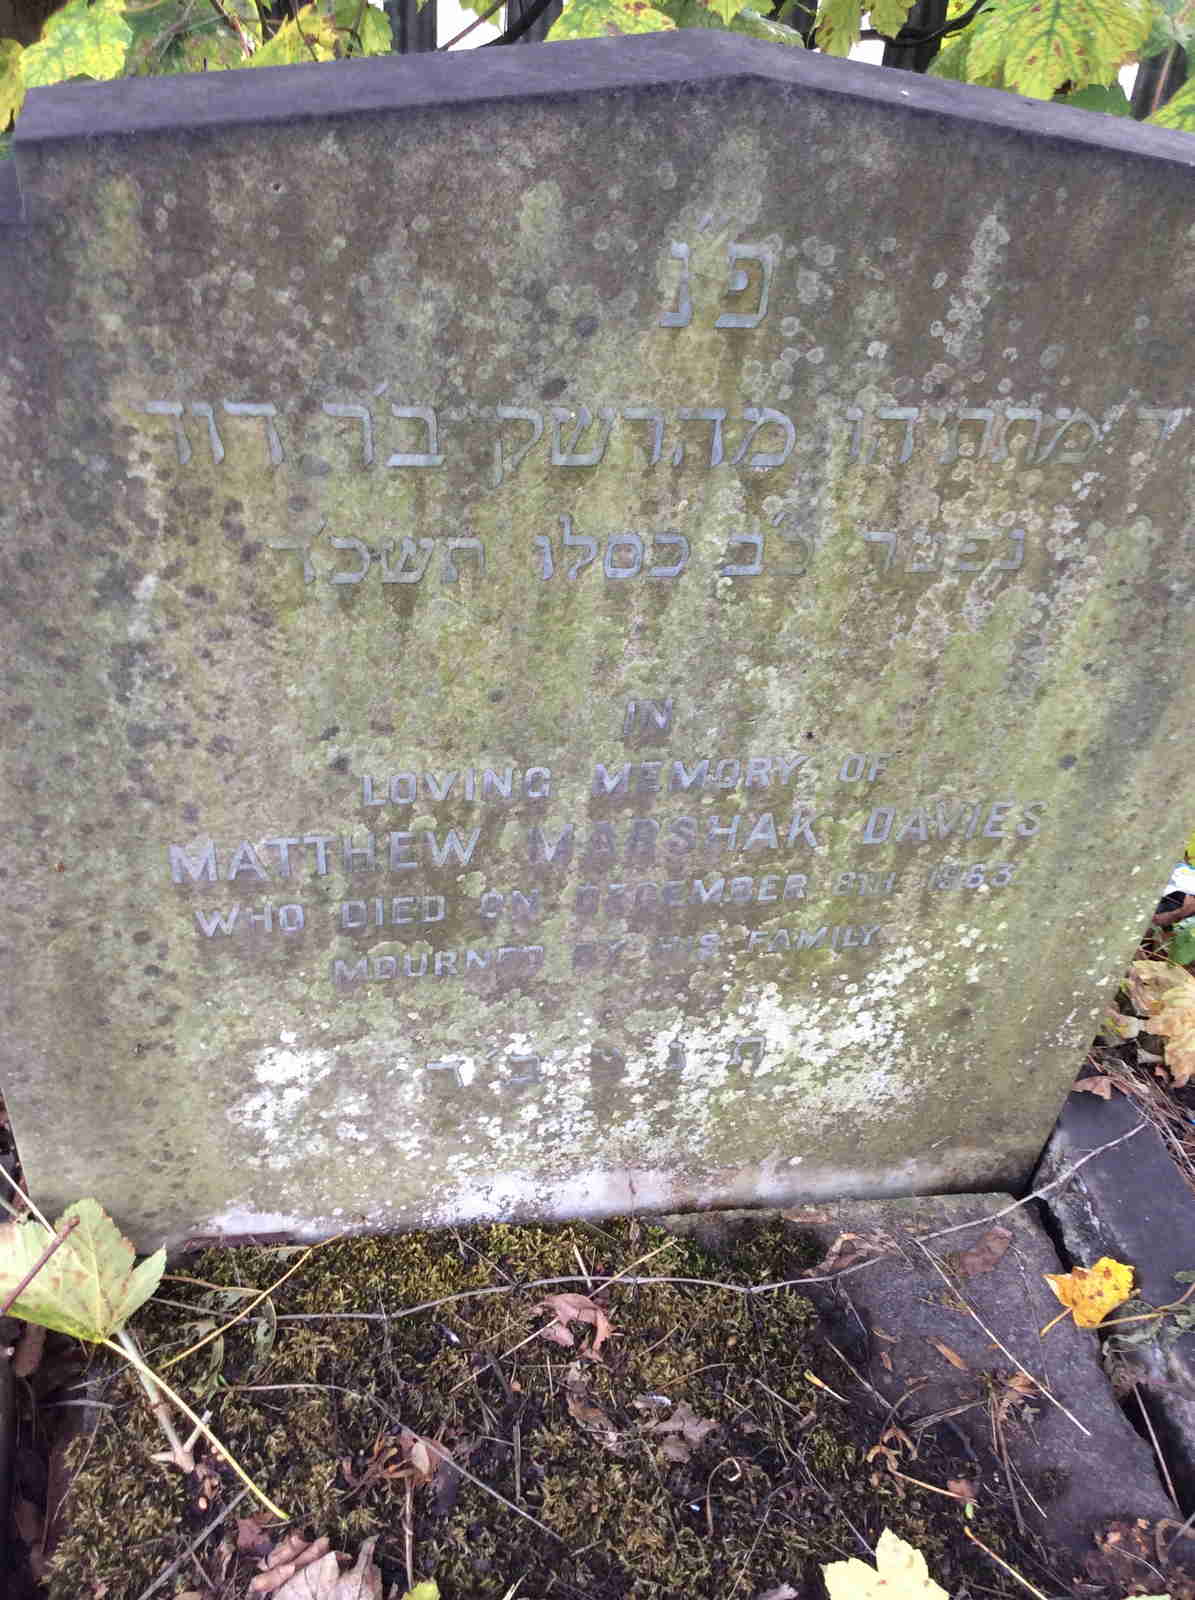 פ״נ
ר׳ מתתיהו מהרשק ב׳ר דוד
נפטר כ״ב כסלו תשכ׳ד
IN
LOVING MEMORY OF
MATTHEW MARSHAK DAVIES
WHO DIED ON DECEMBER 8TH 1963
MOURNED BY HIS FAMILY